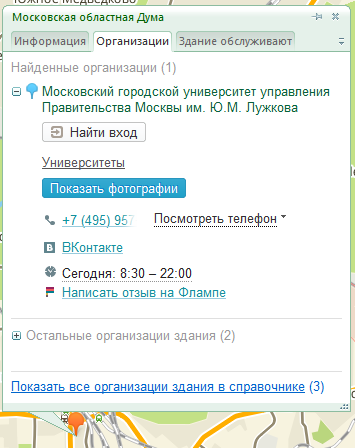 Московская областная Дума
Информация Организации Здание обслуживают
Найденные организации (1)
Московский городской университет управления
Правительства Москвы им. Ю.М. Лужкова
Найти вход
Университеты
Показать фотографии
+7 (495) 957 Посмотреть телефон
ВКонтакте
Сегодня: 8:30 – 22:00
Написать отзыв на Флампе
Остальные организации здания (2)
Показать все организации здания в справочнике (3)